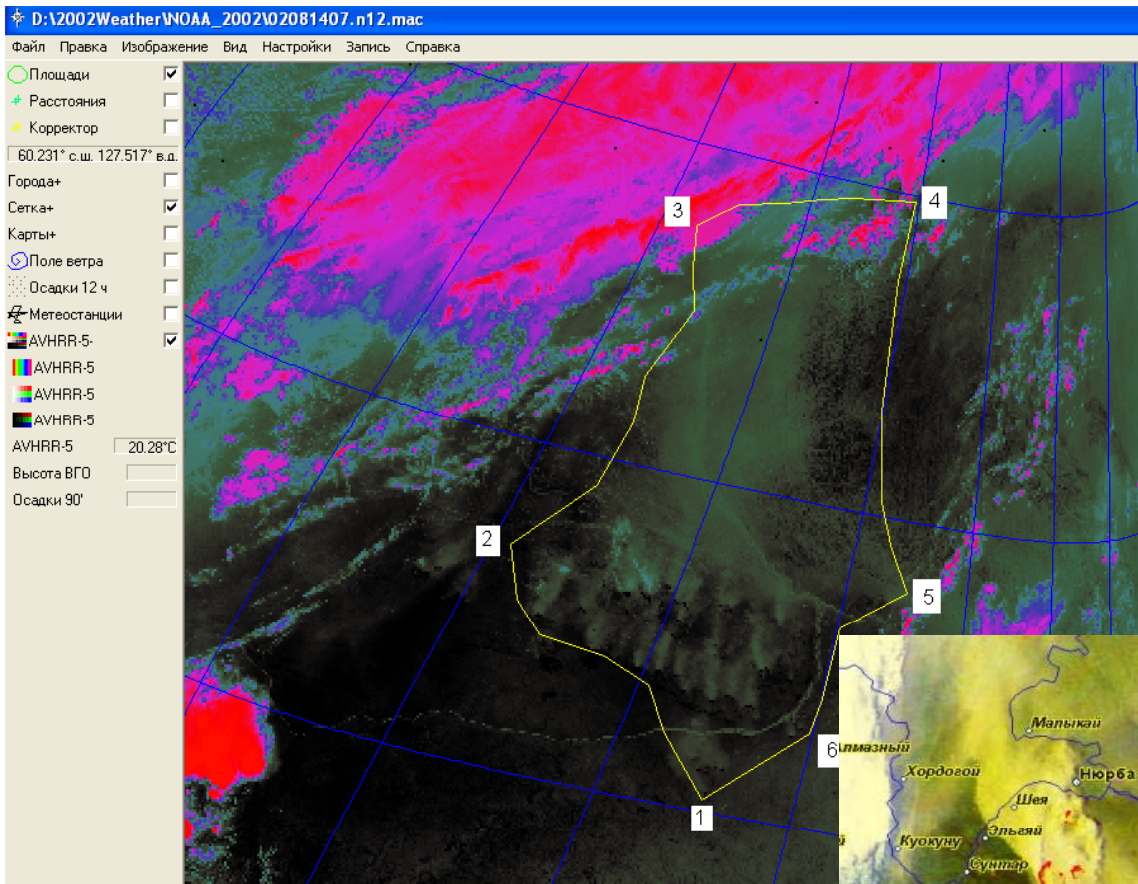 D:\2002Weather\NOAA_2002\02081407.n12.mac
Файл Правка Изображение Вид Настройки Запись Справка
Площади
Расстояния
Корректор
60.231° с.ш. 127.517° в.д.
Города+
Сетка+
Карты+
Поле ветра
Осадки 12 ч
Метеостанции
AVHRR-5-
AVHRR-5
AVHRR-5
AVHRR-5
AVHRR-5 20.28°C
Высота ВГО
Осадки 90'
3
4
2
5
6
1
Алмазный
Малыкай
Хордогой
Нюрба
Шея
Эльгяй
й
Куокуну
Сунтар